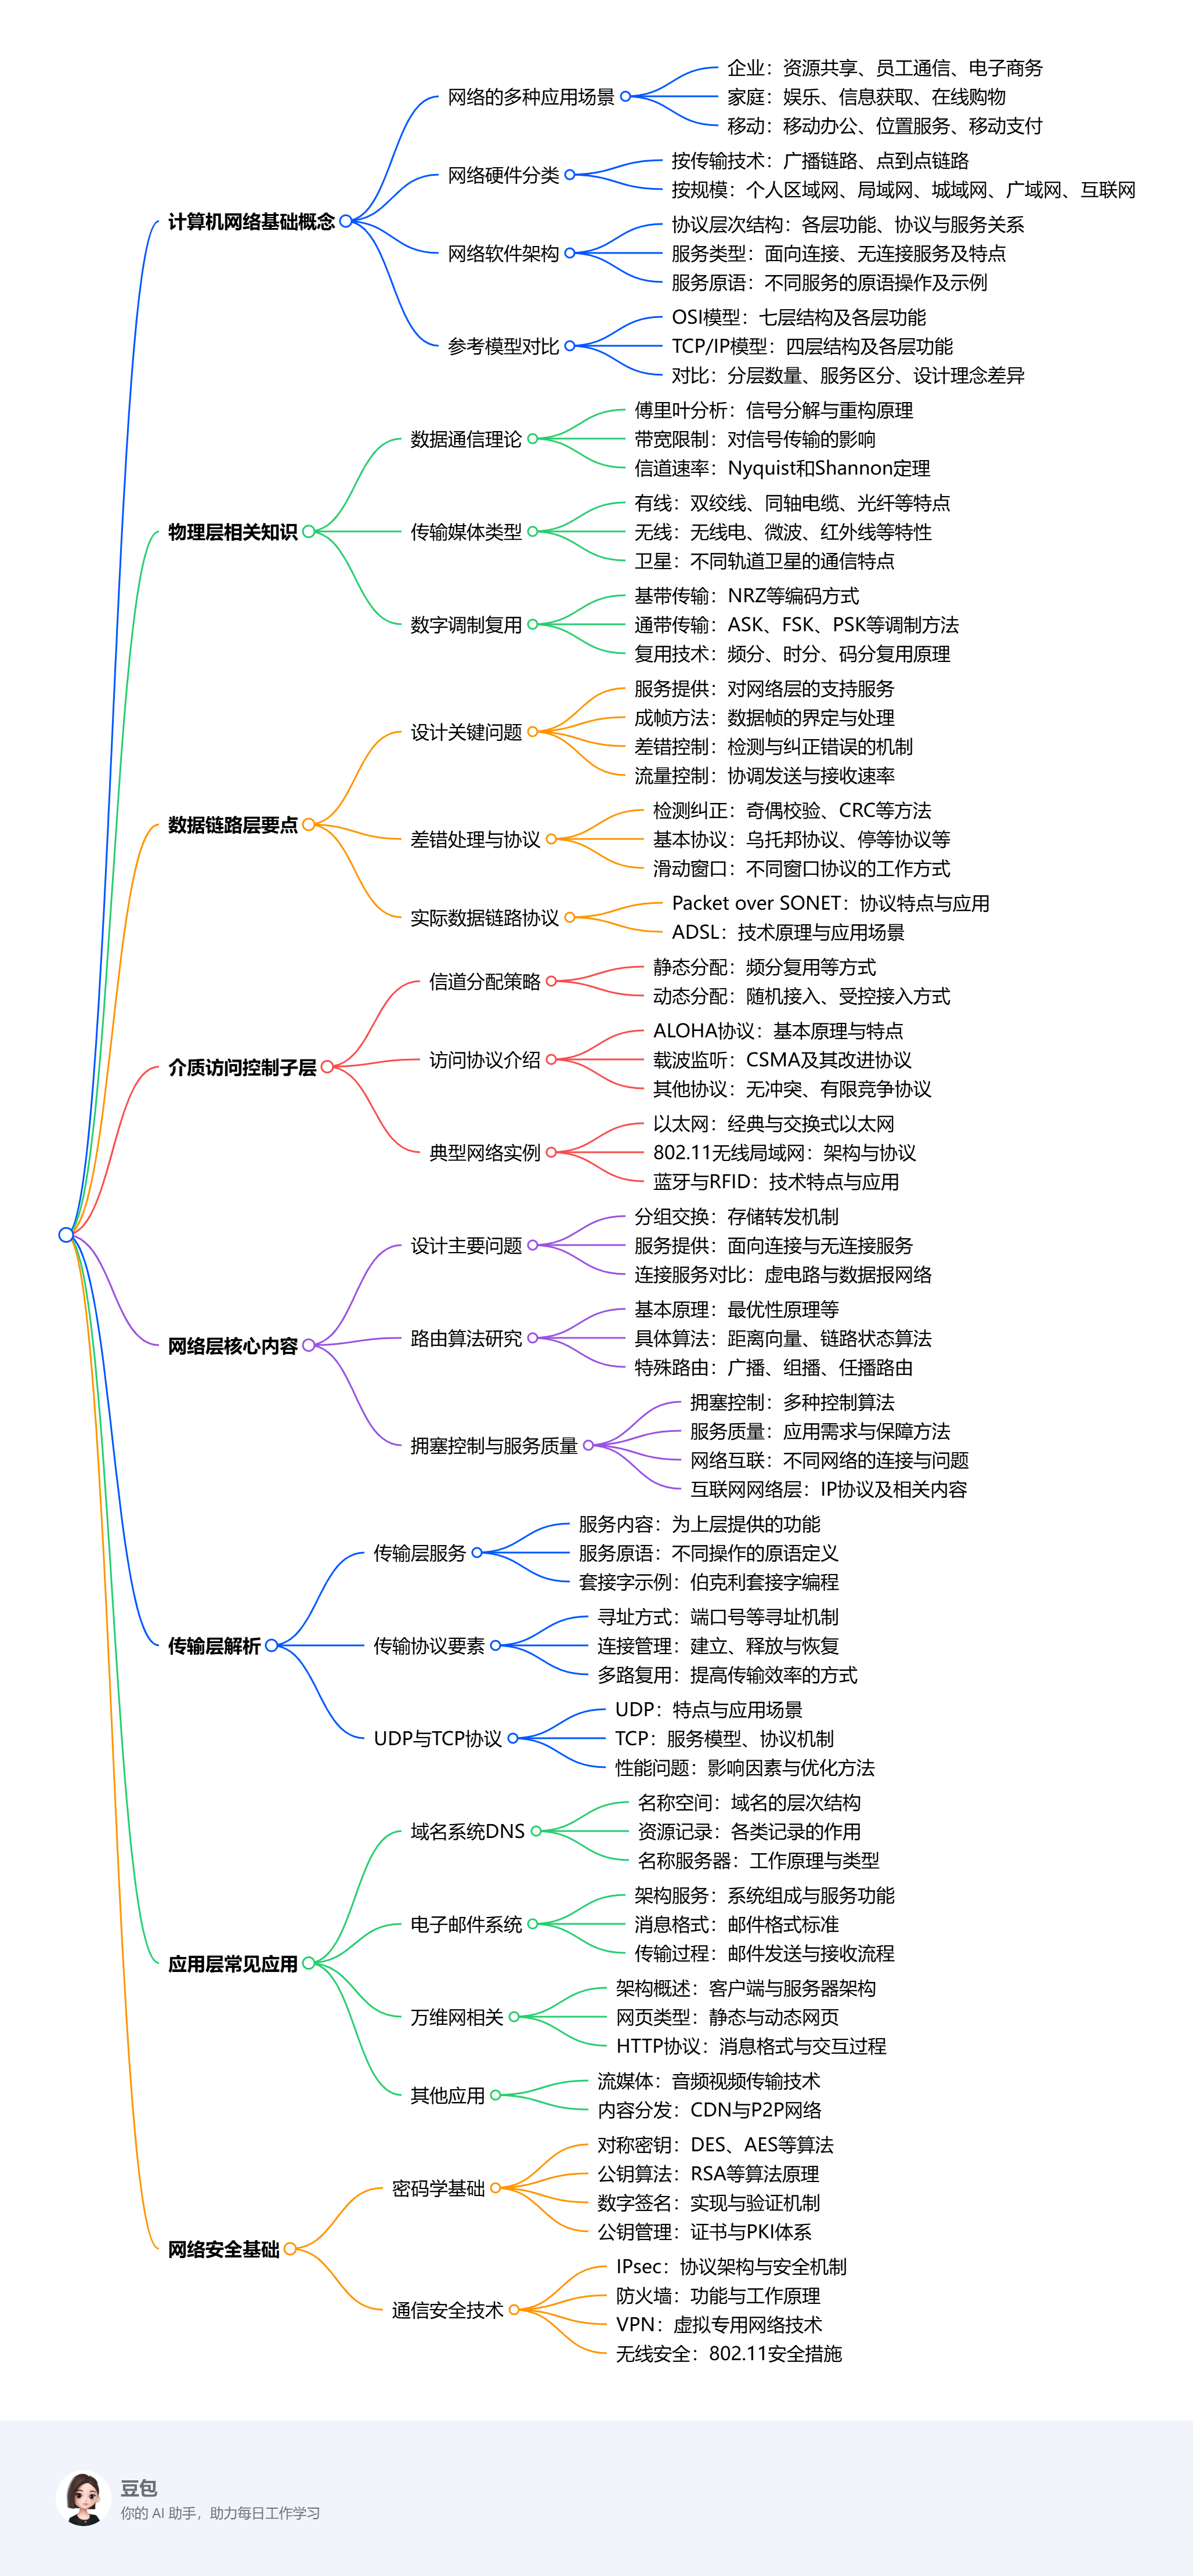 计算机网络基础概念
网络的多种应用场景
企业：资源共享、员工通信、电子商务
家庭：娱乐、信息获取、在线购物
移动：移动办公、位置服务、移动支付
网络硬件分类
按传输技术：广播链路、点到点链路
按规模：个人区域网、局域网、城域网、广域网、互联网
网络软件架构
协议层次结构：各层功能、协议与服务关系
服务类型：面向连接、无连接服务及特点
服务原语：不同服务的原语操作及示例
参考模型对比
OSI模型：七层结构及各层功能
TCP/IP模型：四层结构及各层功能
对比：分层数量、服务区分、设计理念差异
物理层相关知识
数据通信理论
傅里叶分析：信号分解与重构原理
带宽限制：对信号传输的影响
信道速率：Nyquist和Shannon定理
传输媒体类型
有线：双绞线、同轴电缆、光纤等特点
无线：无线电、微波、红外线等特性
卫星：不同轨道卫星的通信特点
数字调制复用
基带传输：NRZ等编码方式
通带传输：ASK、FSK、PSK等调制方法
复用技术：频分、时分、码分复用原理
数据链路层要点
设计关键问题
服务提供：对网络层的支持服务
成帧方法：数据帧的界定与处理
差错控制：检测与纠正错误的机制
流量控制：协调发送与接收速率
差错处理与协议
检测纠正：奇偶校验、CRC等方法
基本协议：乌托邦协议、停等协议等
滑动窗口：不同窗口协议的工作方式
实际数据链路协议
Packet over SONET：协议特点与应用
ADSL：技术原理与应用场景
介质访问控制子层
信道分配策略
静态分配：频分复用等方式
动态分配：随机接入、受控接入方式
访问协议介绍
ALOHA协议：基本原理与特点
载波监听：CSMA及其改进协议
其他协议：无冲突、有限竞争协议
典型网络实例
以太网：经典与交换式以太网
802.11无线局域网：架构与协议
蓝牙与RFID：技术特点与应用
网络层核心内容
设计主要问题
分组交换：存储转发机制
服务提供：面向连接与无连接服务
连接服务对比：虚电路与数据报网络
路由算法研究
基本原理：最优性原理等
具体算法：距离向量、链路状态算法
特殊路由：广播、组播、任播路由
拥塞控制与服务质量
拥塞控制：多种控制算法
服务质量：应用需求与保障方法
网络互联：不同网络的连接与问题
互联网网络层：IP协议及相关内容
传输层解析
传输层服务
服务内容：为上层提供的功能
服务原语：不同操作的原语定义
套接字示例：伯克利套接字编程
传输协议要素
寻址方式：端口号等寻址机制
连接管理：建立、释放与恢复
多路复用：提高传输效率的方式
UDP与TCP协议
UDP：特点与应用场景
TCP：服务模型、协议机制
性能问题：影响因素与优化方法
应用层常见应用
域名系统DNS
名称空间：域名的层次结构
资源记录：各类记录的作用
名称服务器：工作原理与类型
电子邮件系统
架构服务：系统组成与服务功能
消息格式：邮件格式标准
传输过程：邮件发送与接收流程
万维网相关
架构概述：客户端与服务器架构
网页类型：静态与动态网页
HTTP协议：消息格式与交互过程
其他应用
流媒体：音频视频传输技术
内容分发：CDN与P2P网络
网络安全基础
密码学基础
对称密钥：DES、AES等算法
公钥算法：RSA等算法原理
数字签名：实现与验证机制
公钥管理：证书与PKI体系
通信安全技术
IPsec：协议架构与安全机制
防火墙：功能与工作原理
VPN：虚拟专用网络技术
无线安全：802.11安全措施
豆包
你的 AI 助手，助力每日工作学习